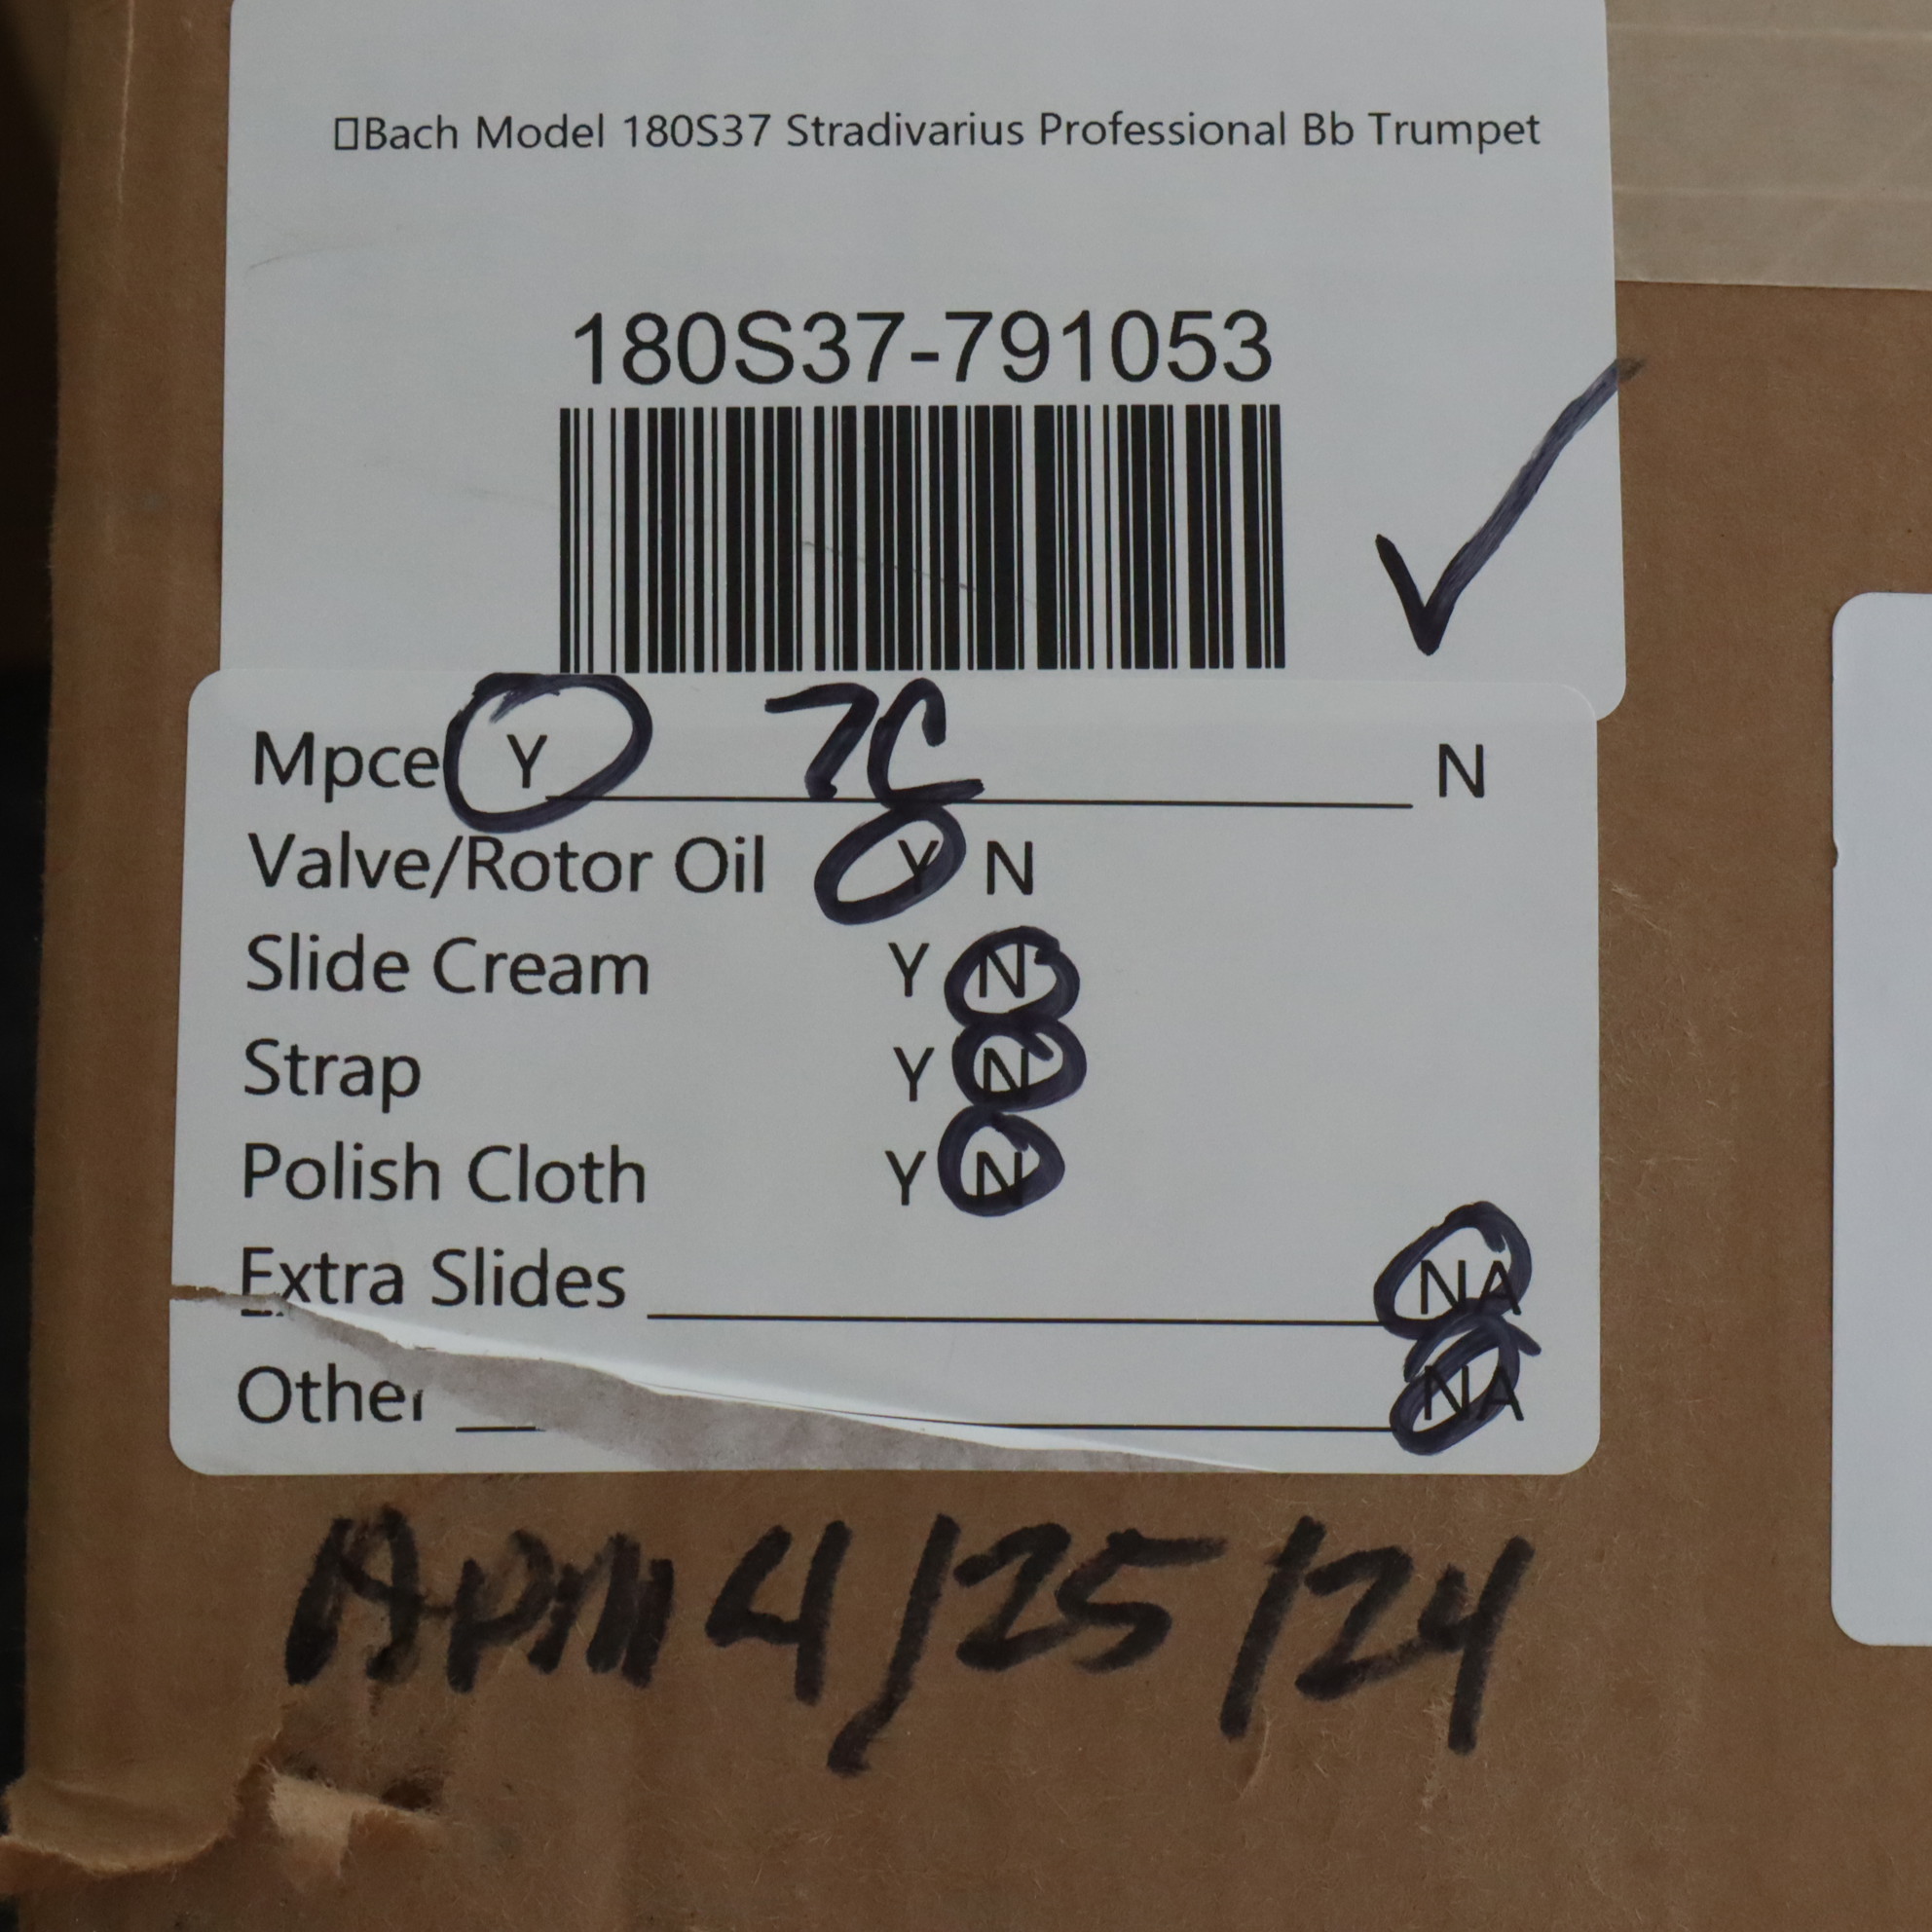 ▯Bach Model 180S37 Stradivarius Professional Bb Trumpet
180S37-791053
Mpce Y 7C N
Valve/Rotor Oil Y N
Slide Cream Y N
Strap Y N
Polish Cloth Y N
Extra Slides NA
Other NA
4/25/24